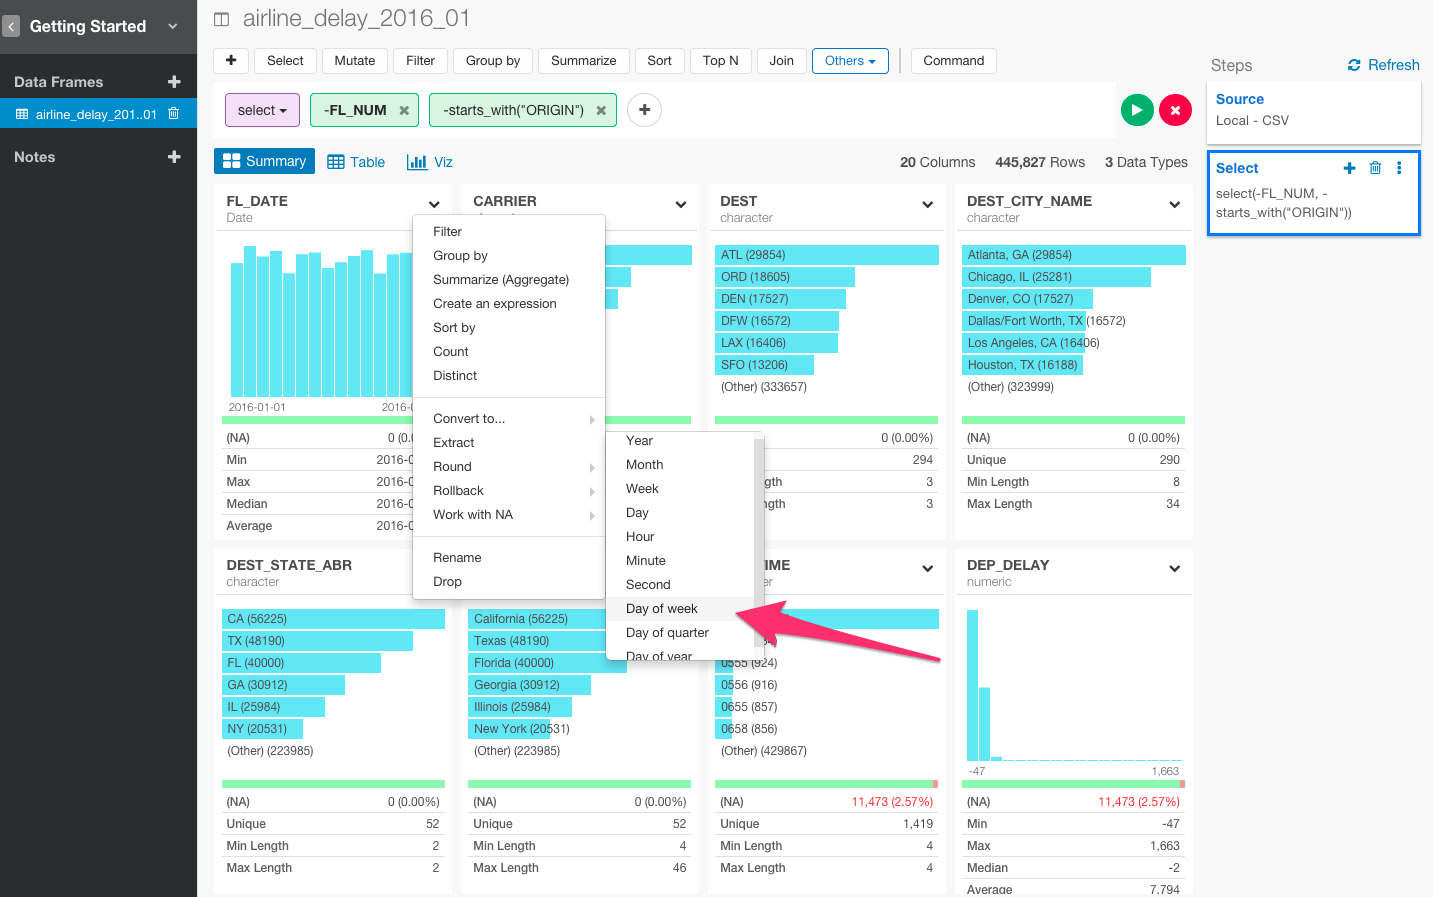 Getting Started
Data Frames
airline_delay_201..01
Notes
airline_delay_2016_01
Select
Mutate
Filter
Group by
Summarize
Sort
Top N
Join
Others
Command
select
-FL_NUM
-starts_with("ORIGIN")
Summary
Table
Viz
20 Columns
445,827 Rows
3 Data Types
Steps
Refresh
Source
Local - CSV
Select
select(-FL_NUM, -
starts_with("ORIGIN"))
FL_DATE
Date
2016-01-01
(NA)
Min
Max
Median
Average
CARRIER
DEST
character
ATL (29854)
ORD (18605)
DEN (17527)
DFW (16572)
LAX (16406)
SFO (13206)
(Other) (333657)
0 (0.00%)
294
3
3
DEST_CITY_NAME
character
Atlanta, GA (29854)
Chicago, IL (25281)
Denver, CO (17527)
Dallas/Fort Worth, TX (16572)
Los Angeles, CA (16406)
Houston, TX (16188)
(Other) (323999)
(NA) 0 (0.00%)
Unique 290
Min Length 8
Max Length 34
Filter
Group by
Summarize (Aggregate)
Create an expression
Sort by
Count
Distinct
Convert to...
Extract
Round
Rollback
Work with NA
Rename
Drop
Year
Month
Week
Day
Hour
Minute
Second
Day of week
Day of quarter
Day of year
DEST_STATE_ABR
character
CA (56225)
TX (48190)
FL (40000)
GA (30912)
IL (25984)
NY (20531)
(Other) (223985)
(NA) 0 (0.00%)
Unique 52
Min Length 2
Max Length 2
California (56225)
Texas (48190)
Florida (40000)
Georgia (30912)
Illinois (25984)
New York (20531)
(Other) (223985)
(NA) 0 (0.00%)
Unique 52
Min Length 4
Max Length 46
0555 (924)
0556 (916)
0655 (857)
0658 (856)
(Other) (429867)
(NA) 11,473 (2.57%)
Unique 1,419
Min Length 4
Max Length 4
DEP_DELAY
numeric
-47 1,663
(NA) 11,473 (2.57%)
Min -47
Max 1,663
Median -2
Average 7.794